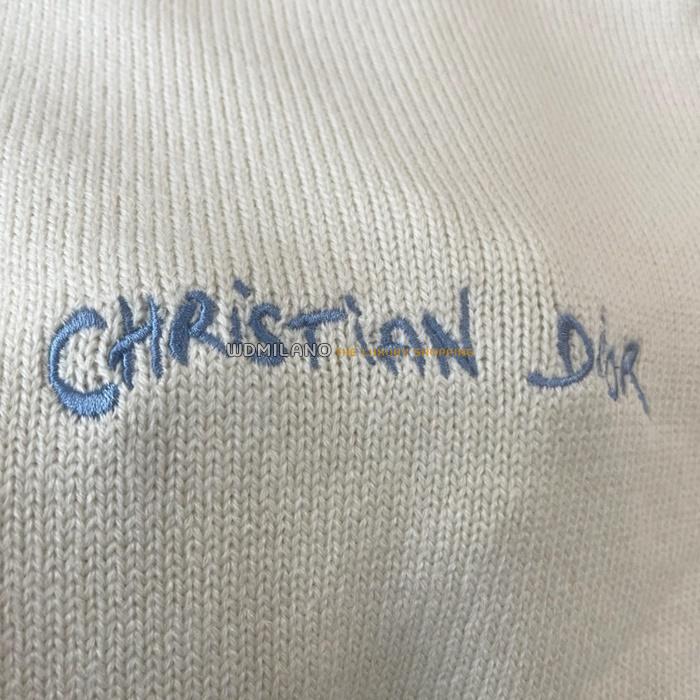 CHRiSTiAN DiOR
WDMILANO THE LUXURY SHOPPING